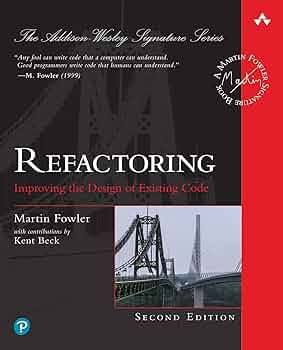 The Addison Wesley Signature Series
"Any fool can write code that a computer can understand.
Good programmers write code that humans can understand."
—M. Fowler (1999)
A MARTIN FOWLER SIGNATURE BOOK
Martin
REFACTORING
Improving the Design of Existing Code
Martin Fowler
with contributions by
Kent Beck
SECOND EDITION
P